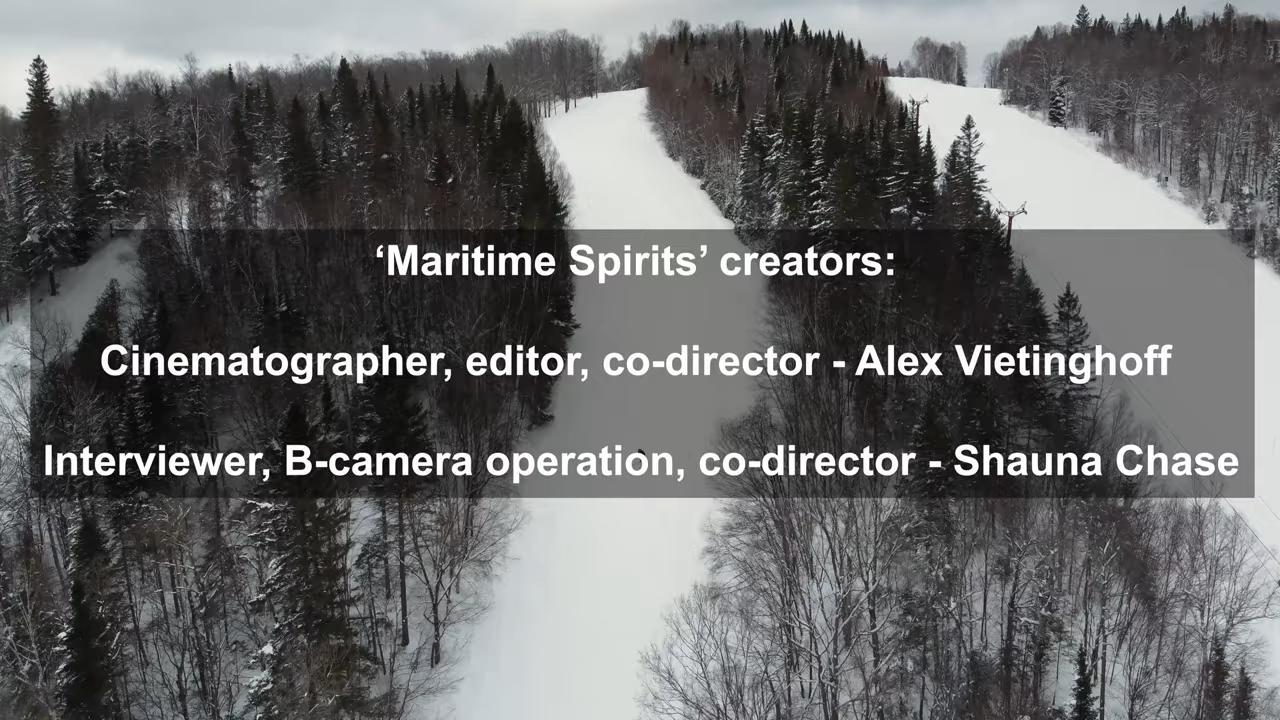 ‘Maritime Spirits’ creators:
Cinematographer, editor, co-director - Alex Vietinghoff
Interviewer, B-camera operation, co-director - Shauna Chase